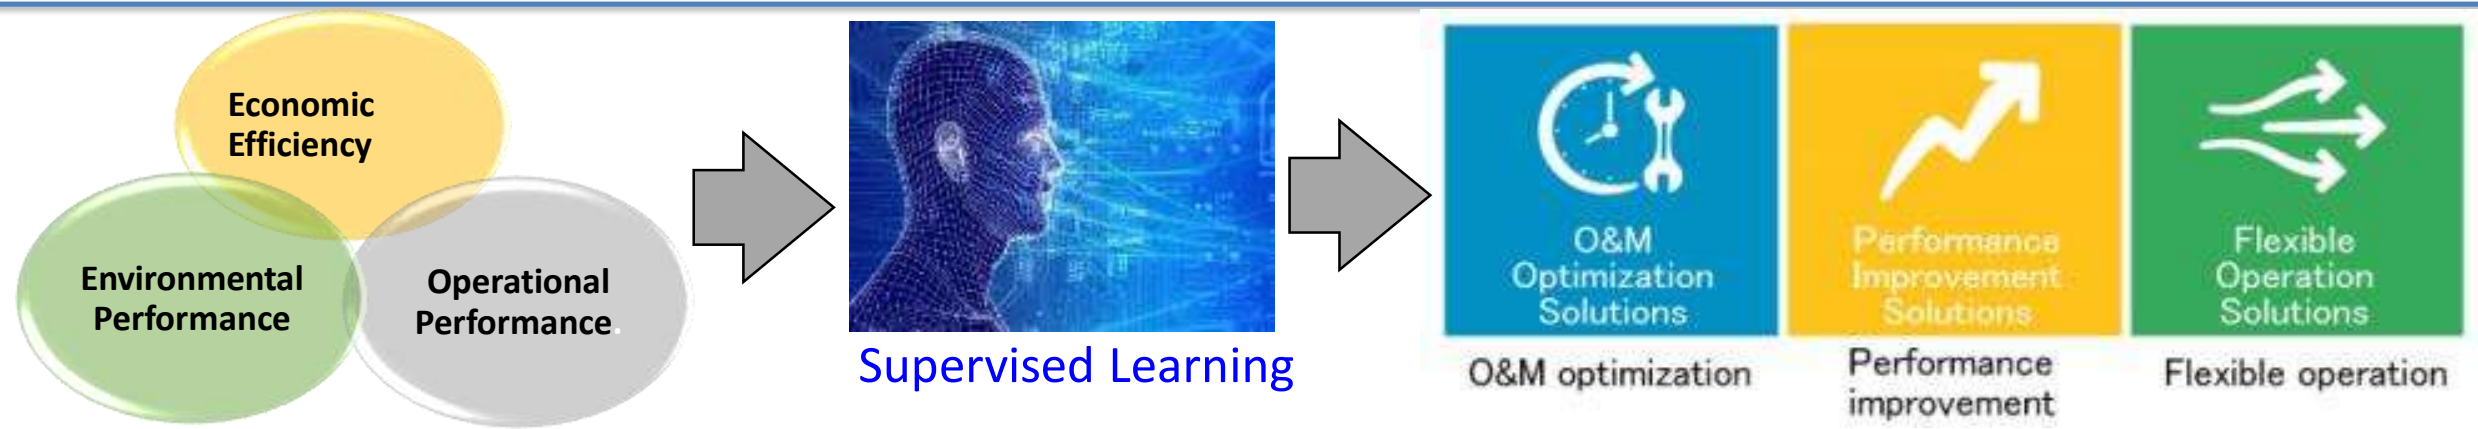 Economic
Efficiency
Environmental
Performance
Operational
Performance.
Supervised Learning
O&M
Optimization
Solutions
O&M optimization
Performance
Improvement
Solutions
Performance
improvement
Flexible
Operation
Solutions
Flexible operation